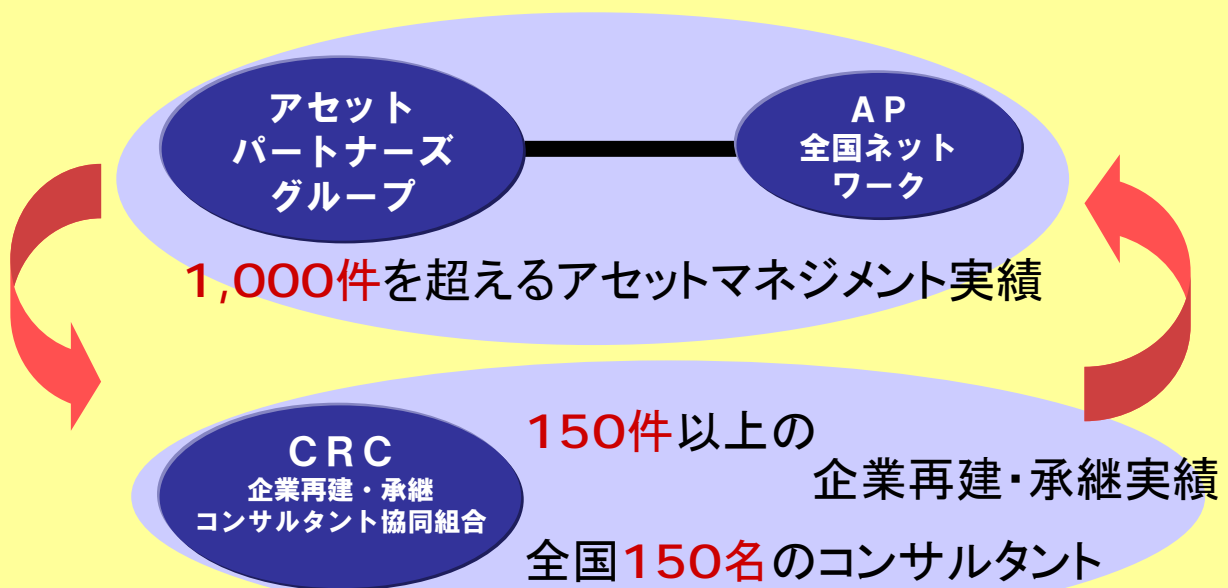 アセット
パートナーズ
グループ
ＡＰ
全国ネット
ワーク
1,000件を超えるアセットマネジメント実績
ＣＲＣ
企業再建・承継
コンサルタント協同組合
150件以上の
企業再建・承継実績
全国150名のコンサルタント